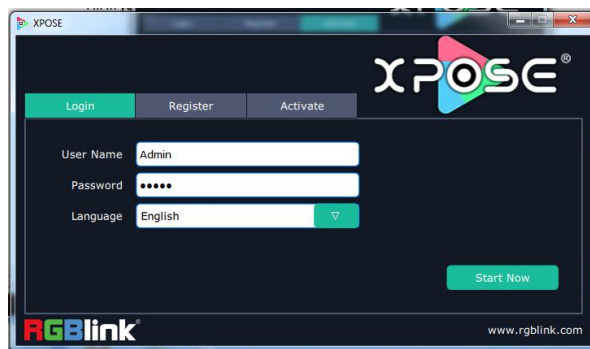 XPOSE
XPOSE®
Login Register Activate
User Name Admin
Password •••••
Language English
Start Now
RGBlink®
www.rgblink.com